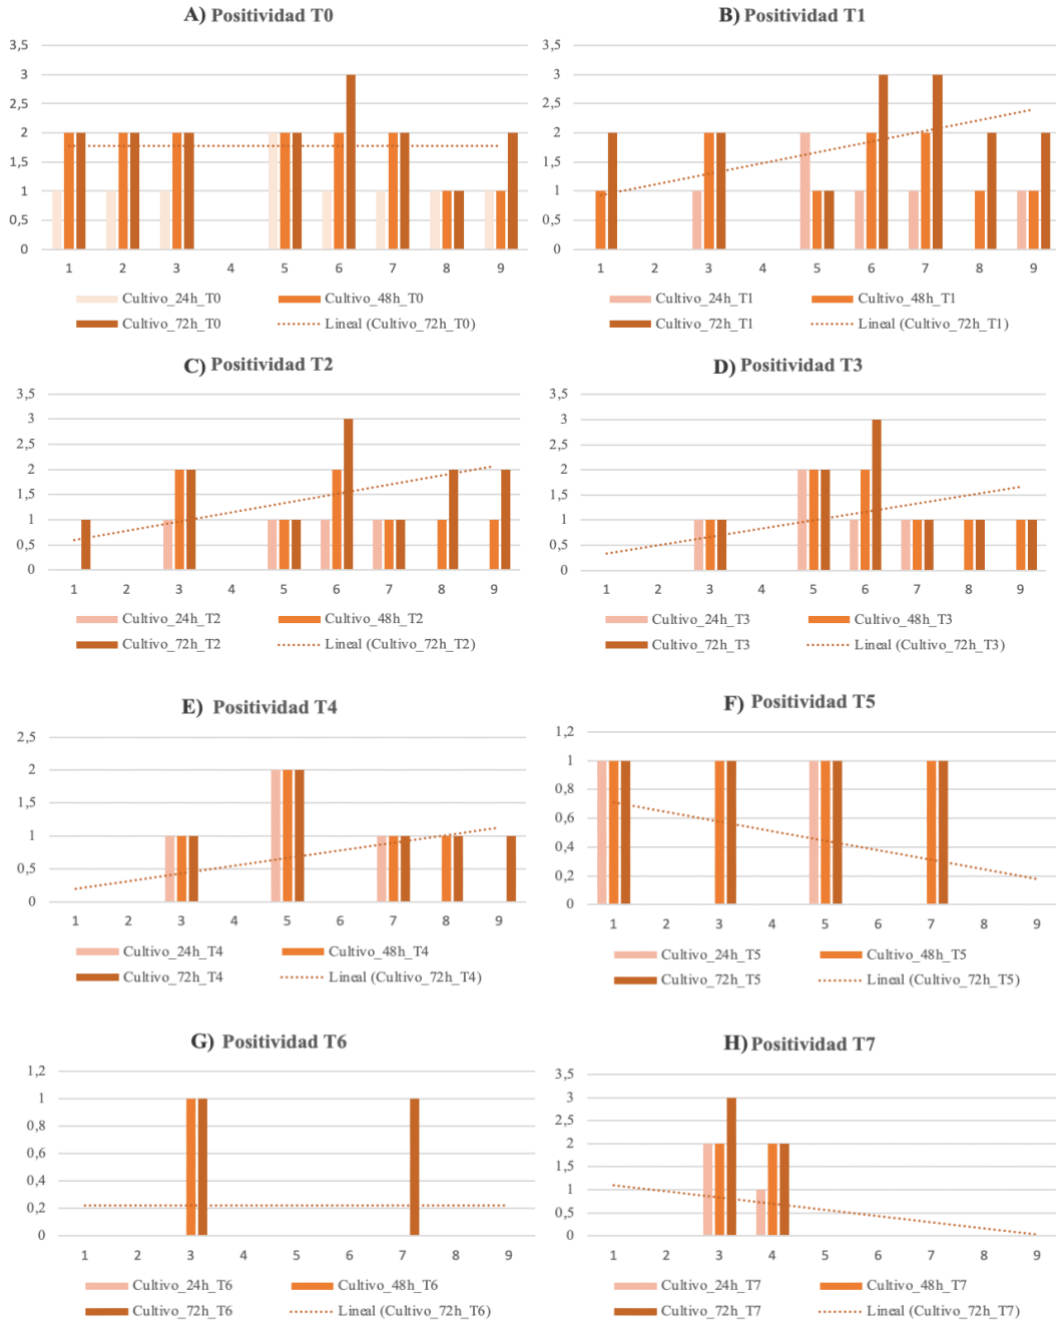 A) Positividad T0
3,5
3
2,5
2
1,5
1
0,5
0
1 2 3 4 5 6 7 8 9
Cultivo_24h_T0 Cultivo_48h_T0
Cultivo_72h_T0 Lineal (Cultivo_72h_T0)
B) Positividad T1
3,5
3
2,5
2
1,5
1
0,5
0
1 2 3 4 5 6 7 8 9
Cultivo_24h_T1 Cultivo_48h_T1
Cultivo_72h_T1 Lineal (Cultivo_72h_T1)
C) Positividad T2
3,5
3
2,5
2
1,5
1
0,5
0
1 2 3 4 5 6 7 8 9
Cultivo_24h_T2 Cultivo_48h_T2
Cultivo_72h_T2 Lineal (Cultivo_72h_T2)
D) Positividad T3
3,5
3
2,5
2
1,5
1
0,5
0
1 2 3 4 5 6 7 8 9
Cultivo_24h_T3 Cultivo_48h_T3
Cultivo_72h_T3 Lineal (Cultivo_72h_T3)
E) Positividad T4
2,5
2
1,5
1
0,5
0
1 2 3 4 5 6 7 8 9
Cultivo_24h_T4 Cultivo_48h_T4
Cultivo_72h_T4 Lineal (Cultivo_72h_T4)
F) Positividad T5
1,2
1
0,8
0,6
0,4
0,2
0
1 2 3 4 5 6 7 8 9
Cultivo_24h_T5 Cultivo_48h_T5
Cultivo_72h_T5 Lineal (Cultivo_72h_T5)
G) Positividad T6
1,2
1
0,8
0,6
0,4
0,2
0
1 2 3 4 5 6 7 8 9
Cultivo_24h_T6 Cultivo_48h_T6
Cultivo_72h_T6 Lineal (Cultivo_72h_T6)
H) Positividad T7
3,5
3
2,5
2
1,5
1
0,5
0
1 2 3 4 5 6 7 8 9
Cultivo_24h_T7 Cultivo_48h_T7
Cultivo_72h_T7 Lineal (Cultivo_72h_T7)